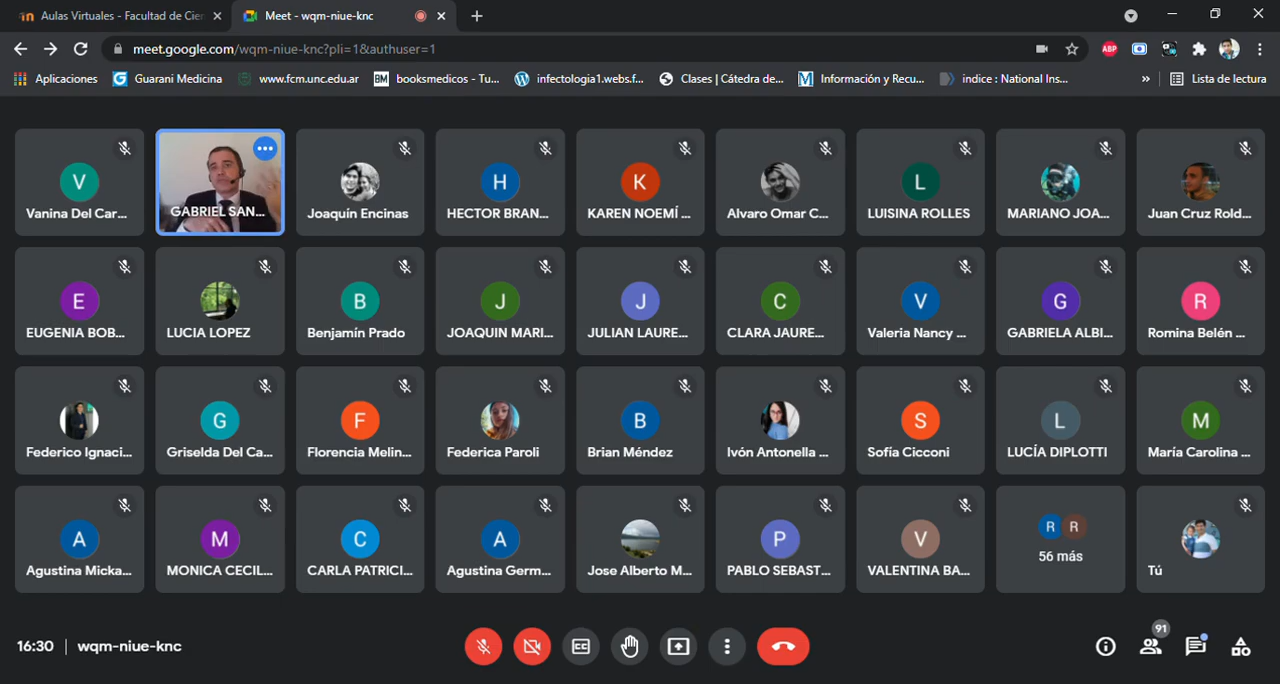 Aulas Virtuales - Facultad de Cier
Meet - wqm-niue-knc
meet.google.com/wqm-niue-knc?pli=1&authuser=1
ABP
Aplicaciones
Guarani Medicina
www.fcm.unc.edu.ar
BM booksmedicos - Tu...
infectologia1.webs.f...
Clases | Cátedra de...
Información y Recu...
indice : National Ins...
»
Lista de lectura
V
H
K
L
Vanina Del Car...
GABRIEL SAN...
Joaquín Encinas
HECTOR BRAN...
KAREN NOEMÍ ...
Alvaro Omar C...
LUISINA ROLLES
MARIANO JOA...
Juan Cruz Rold...
E
B
J
J
C
V
G
R
EUGENIA BOB...
LUCIA LOPEZ
Benjamín Prado
JOAQUIN MARI...
JULIAN LAURE...
CLARA JAURE...
Valeria Nancy ...
GABRIELA ALBI...
Romina Belén ...
G
F
B
S
L
M
Federico Ignaci...
Griselda Del Ca...
Florencia Melin...
Federica Paroli
Brian Méndez
Ivón Antonella ...
Sofía Cicconi
LUCÍA DIPLOTTI
María Carolina ...
A
M
C
A
P
V
R R
56 más
Agustina Micka...
MONICA CECIL...
CARLA PATRICI...
Agustina Germ...
Jose Alberto M...
PABLO SEBAST...
VALENTINA BA...
Tú
16:30 | wqm-niue-knc
CC
91